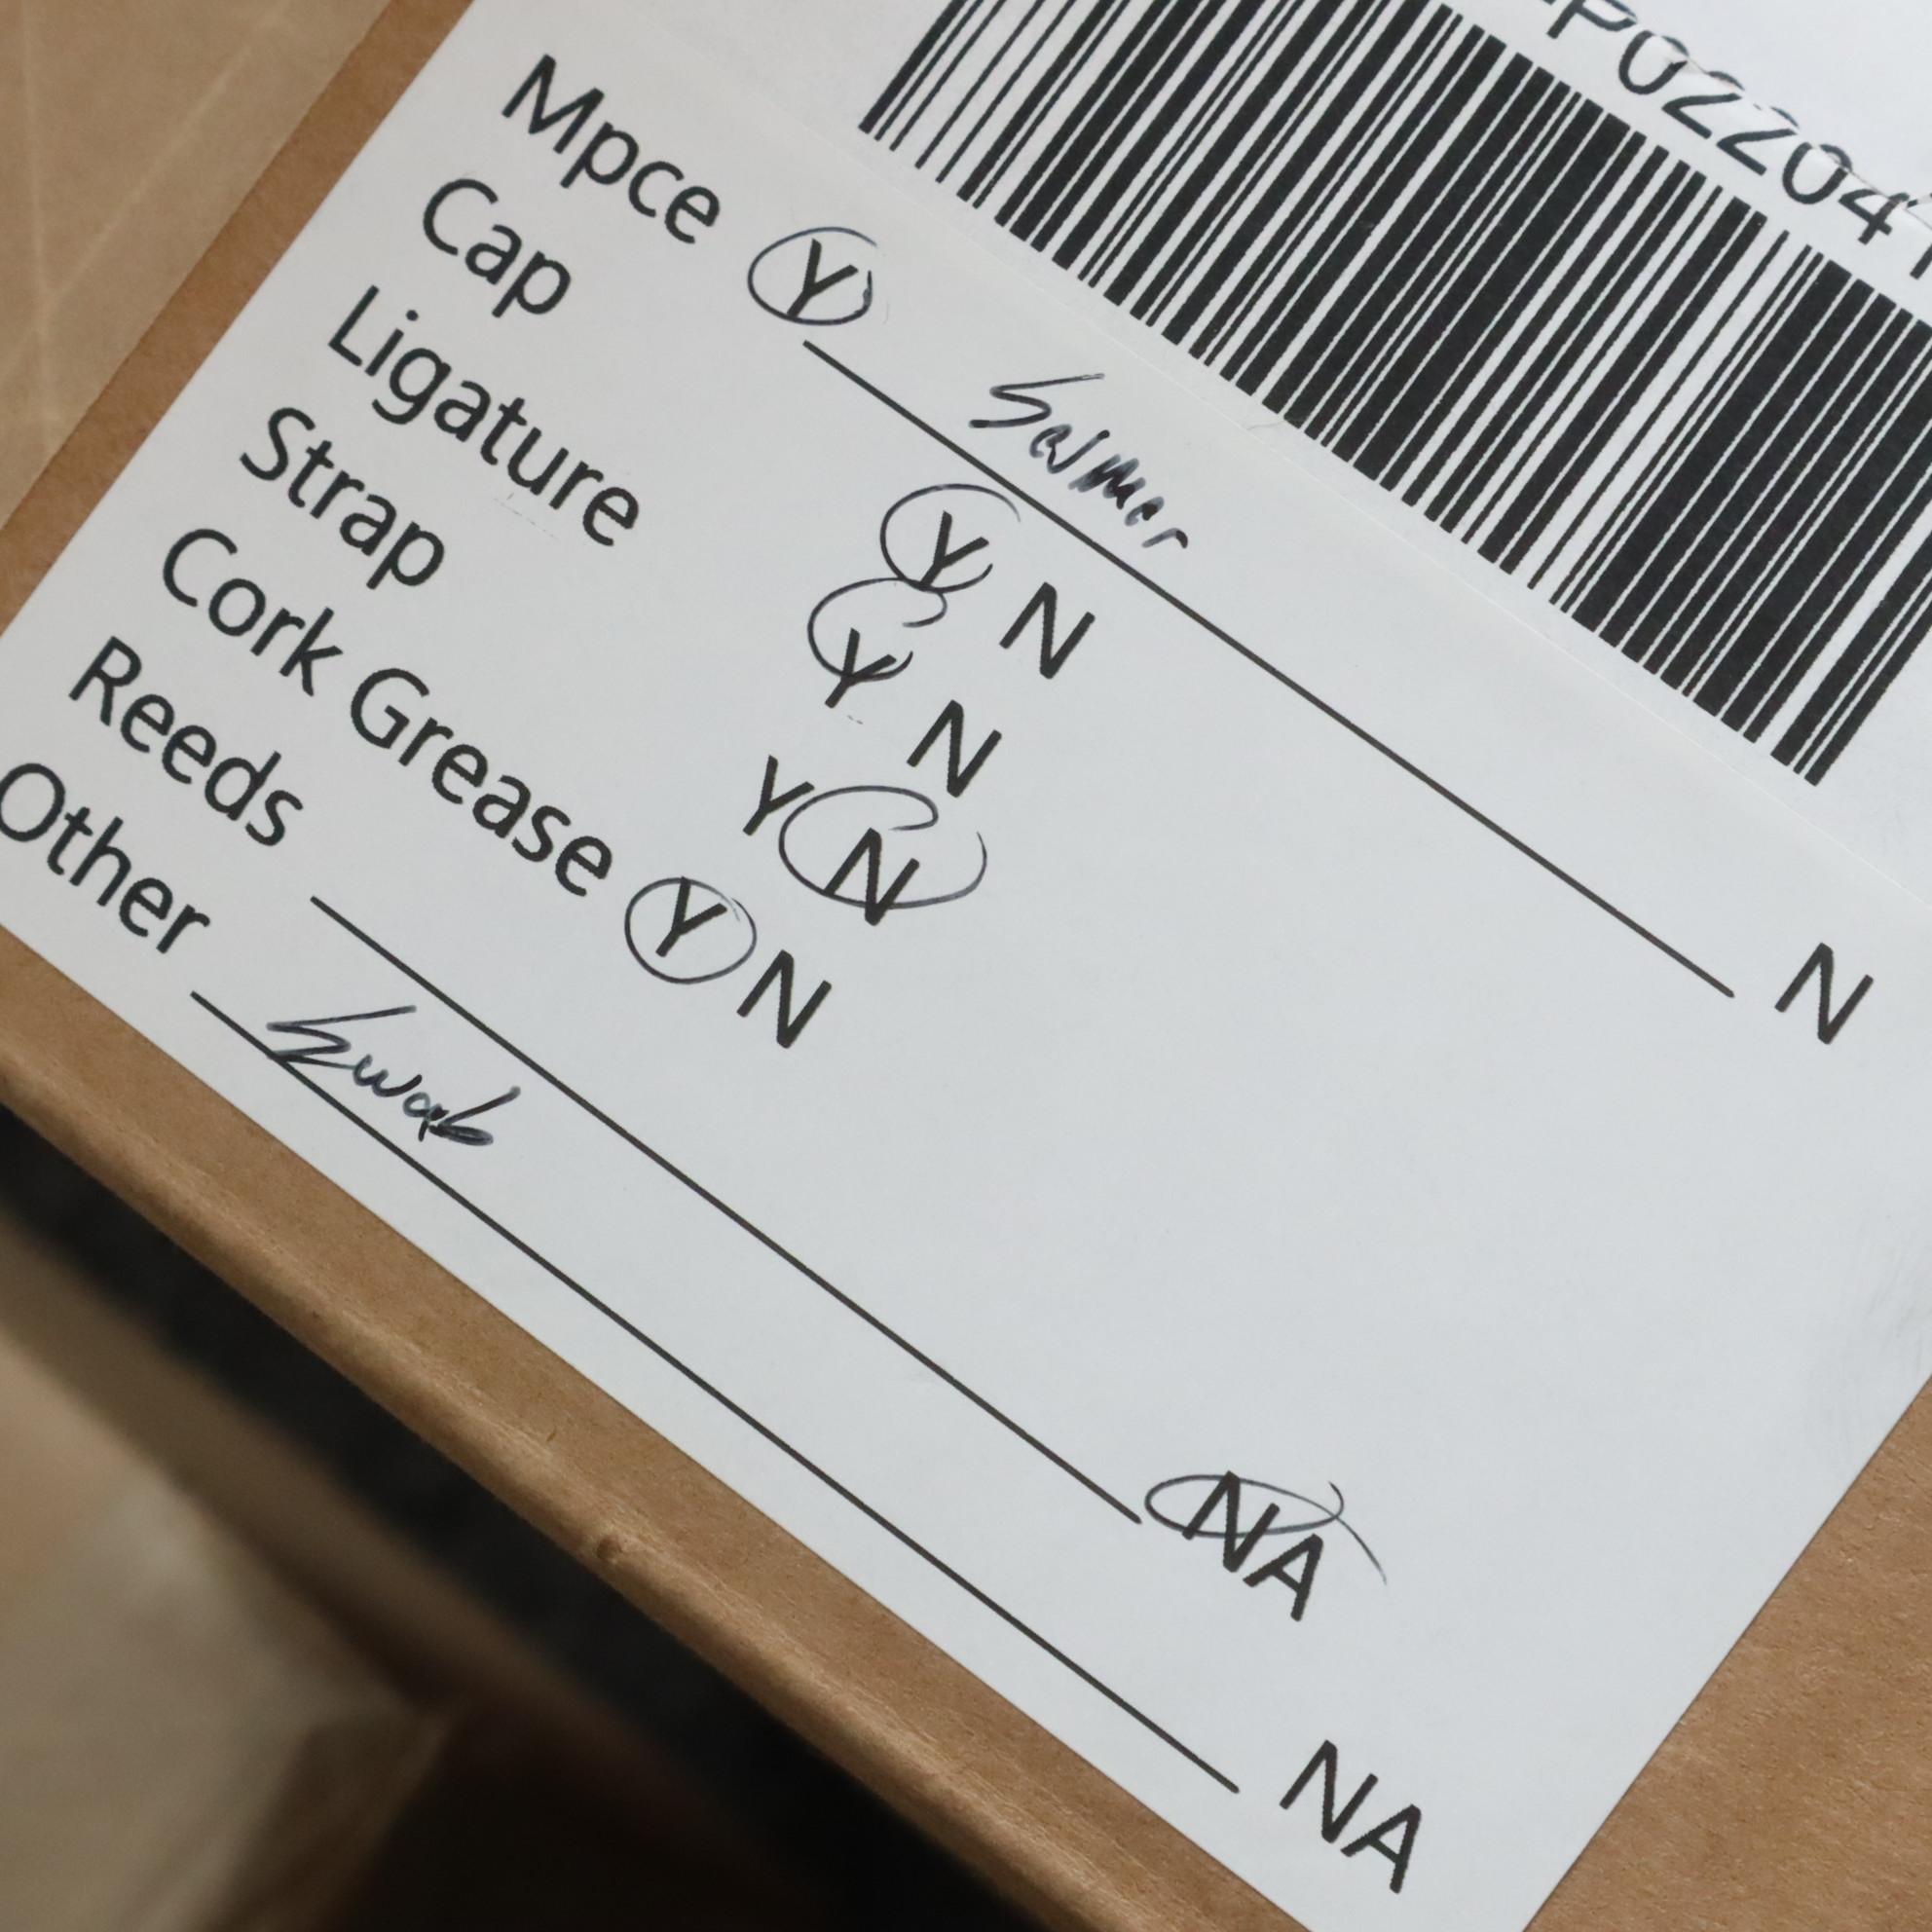 P02204
Mpce Y Selmer N
Cap Y N
Ligature Y N
Strap Y N
Cork Grease Y N
Reeds NA
Other Swab NA